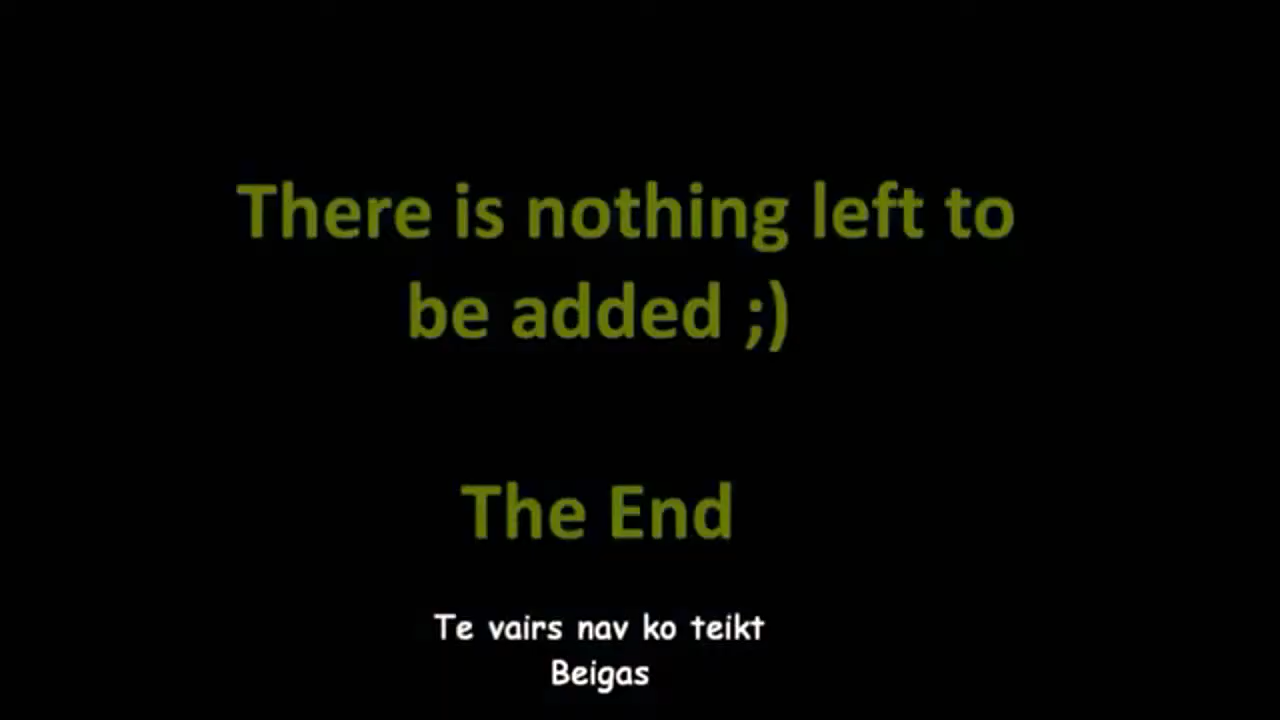 There is nothing left to
be added ;)
The End
Te vairs nav ko teikt
Beigas